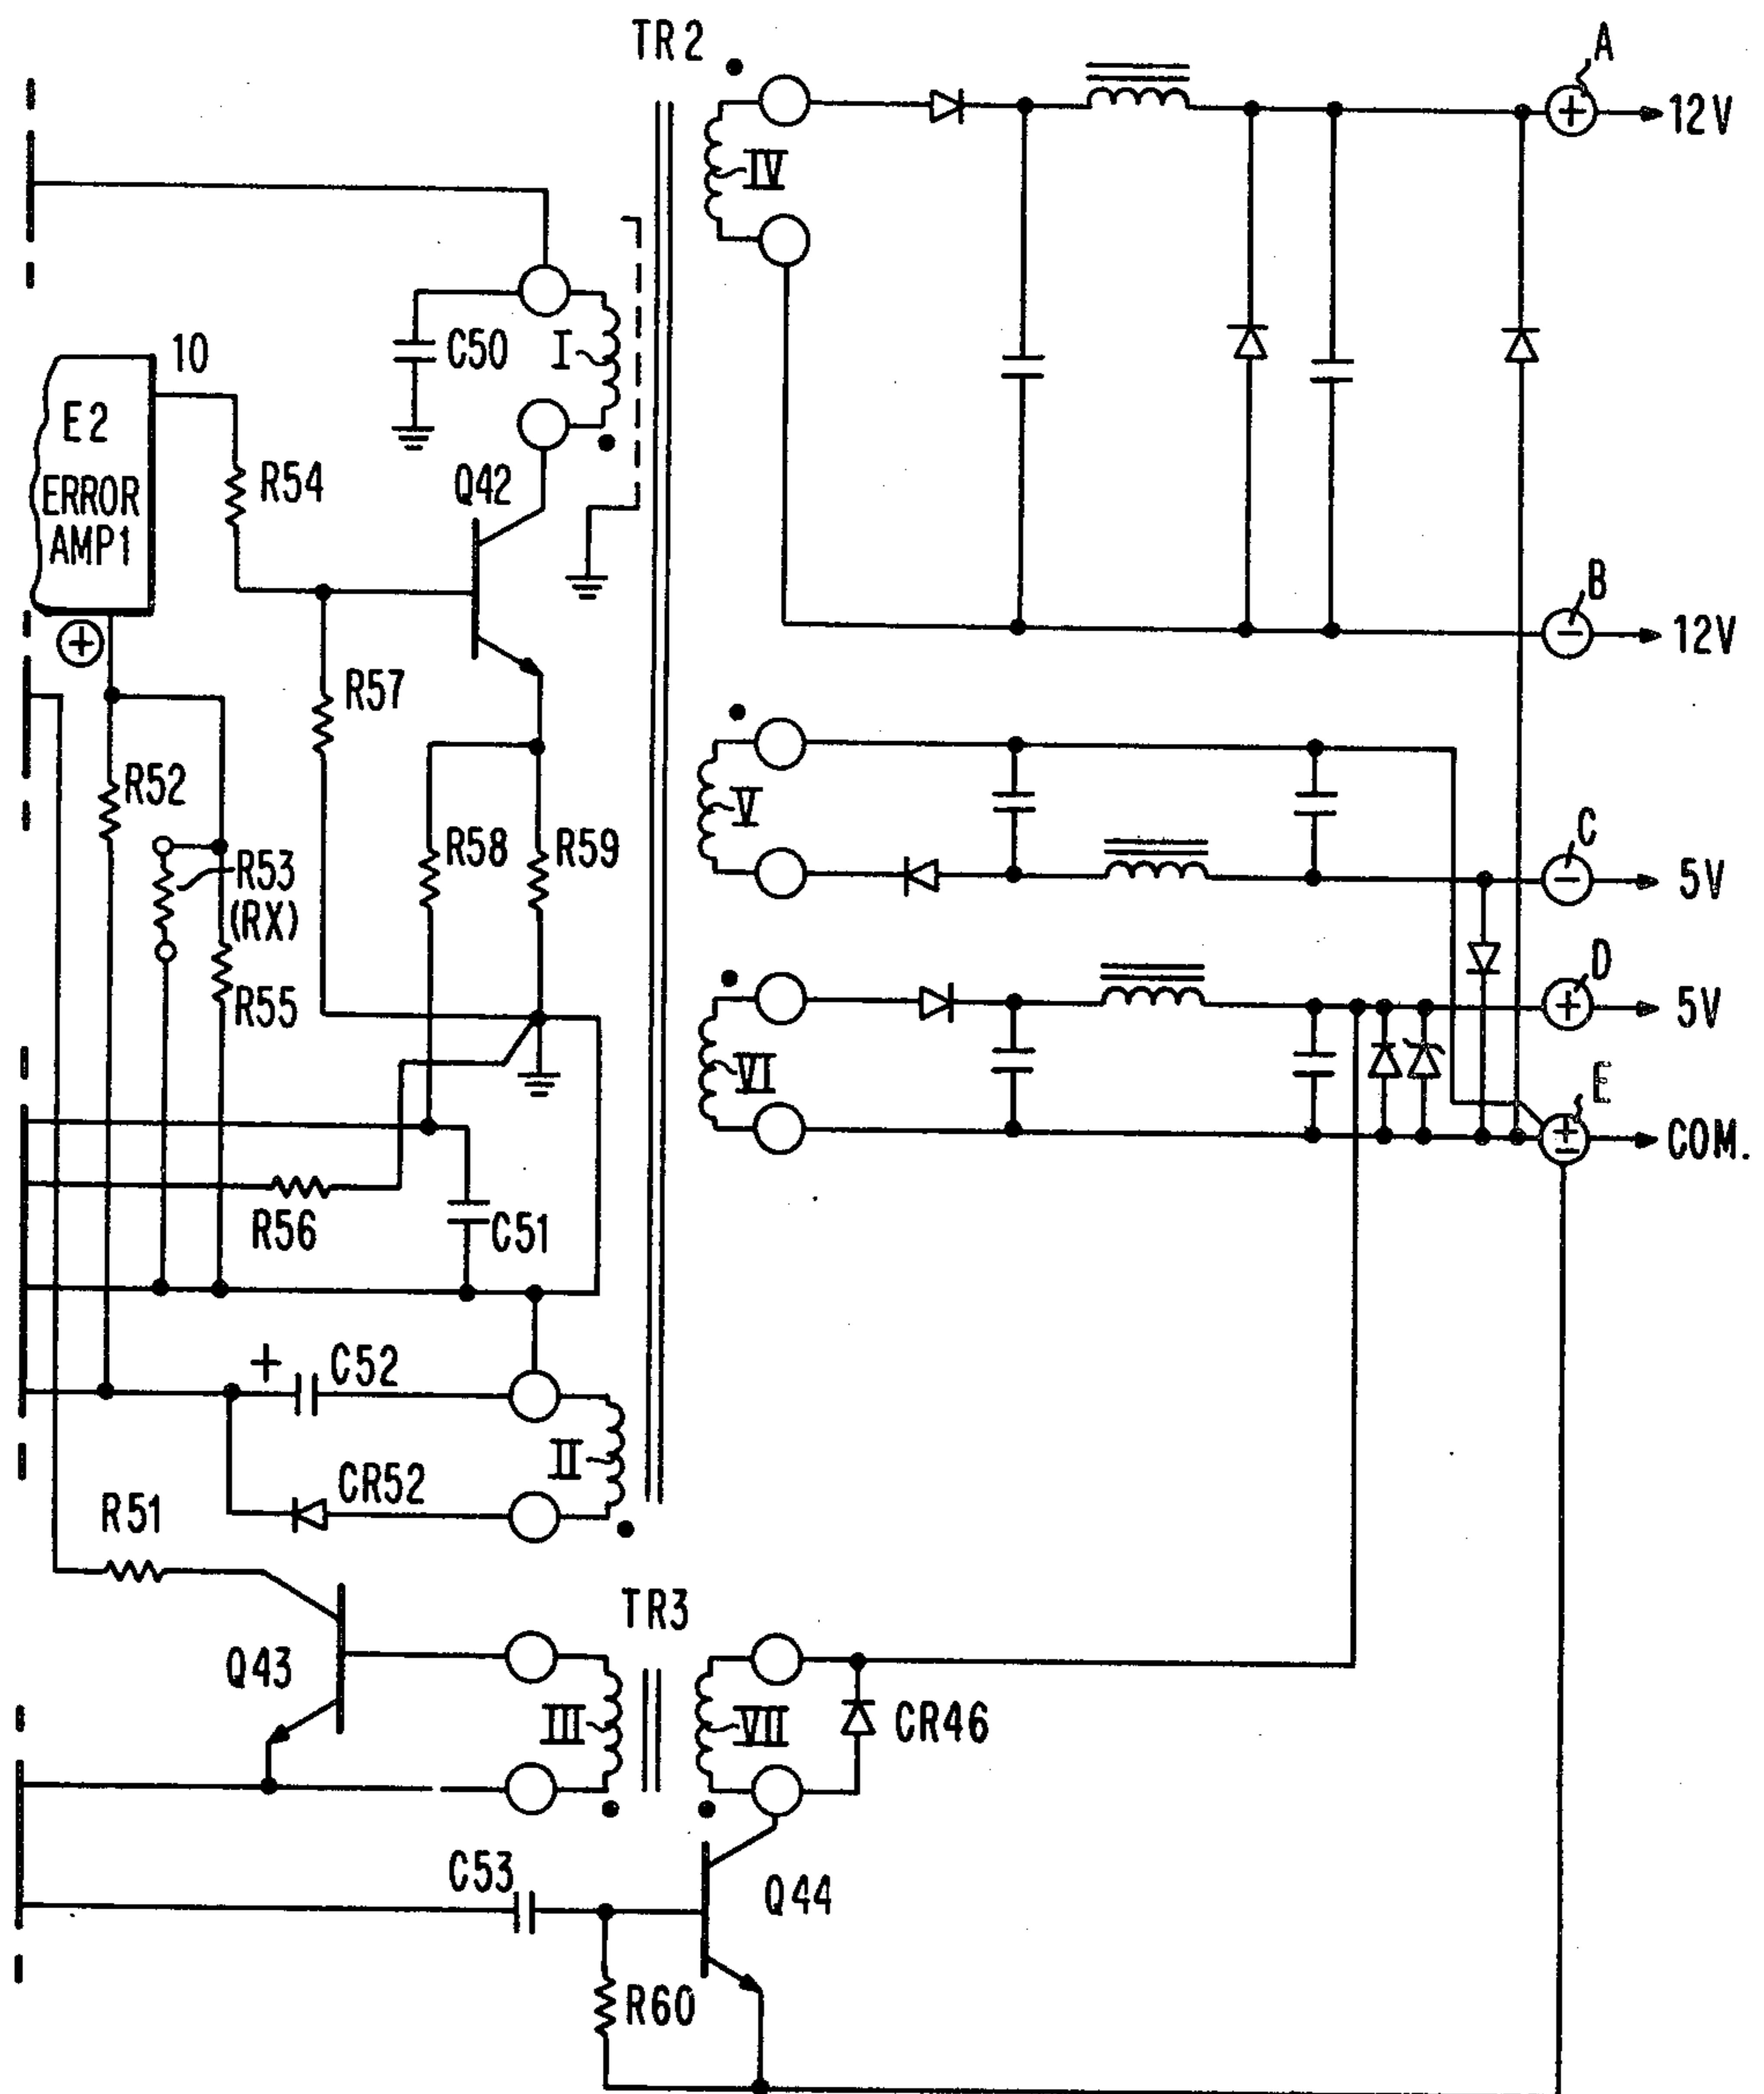 TR2
A
+
12V
IV
C50
I
10
E2
ERROR
AMP1
R54
Q42
B
−
12V
+
R57
R52
V
C
R58
R59
R53
(RX)
−
5V
D
R55
+
5V
VI
E
±
COM.
R56
C51
+
C52
II
CR52
R51
TR3
Q43
III
VII
CR46
C53
Q44
R60